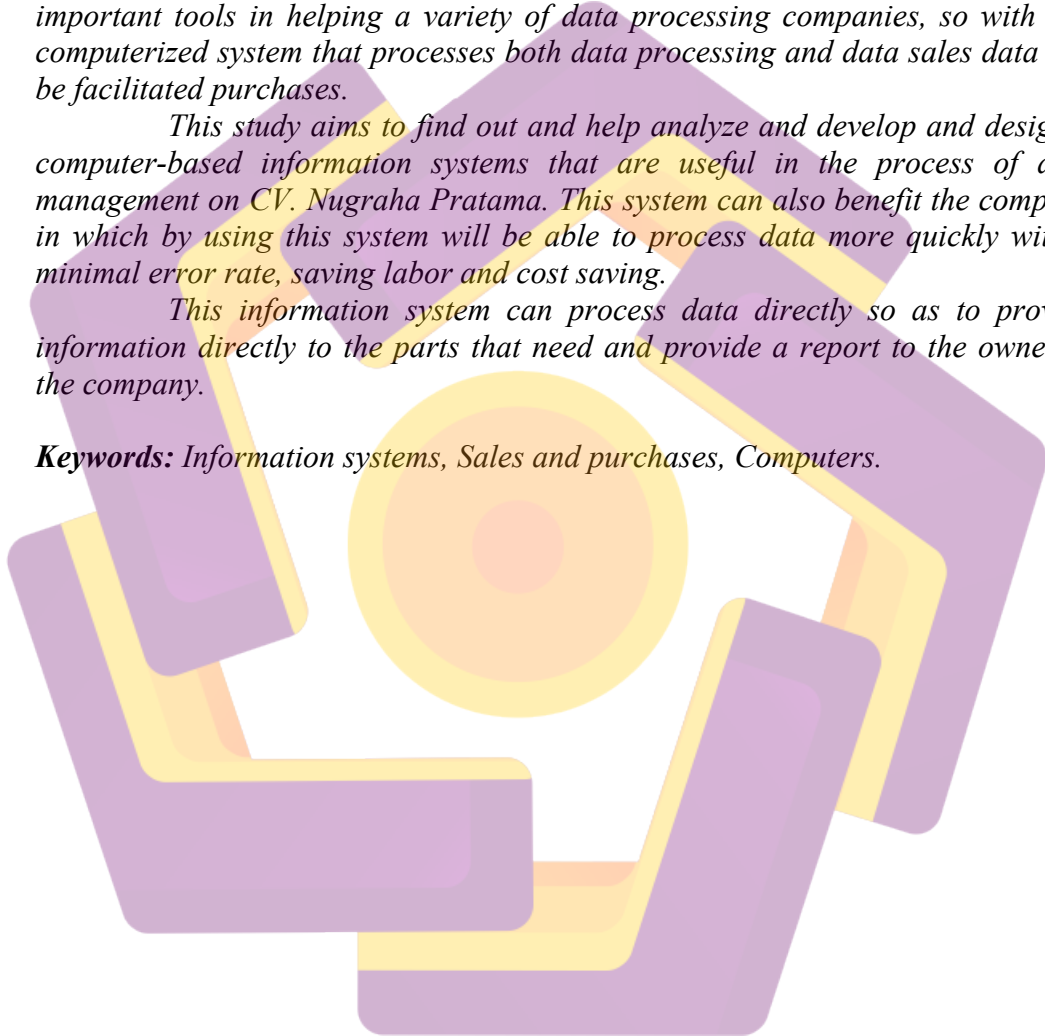 important tools in helping a variety of data processing companies, so with
computerized system that processes both data processing and data sales data
be facilitated purchases.
This study aims to find out and help analyze and develop and desig
computer-based information systems that are useful in the process of
management on CV. Nugraha Pratama. This system can also benefit the comp
in which by using this system will be able to process data more quickly wit
minimal error rate, saving labor and cost saving.
This information system can process data directly so as to prov
information directly to the parts that need and provide a report to the owne
the company.
Keywords: Information systems, Sales and purchases, Computers.